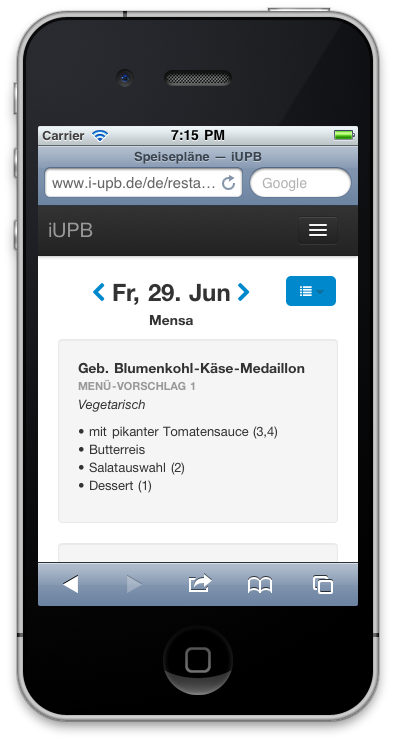 Carrier 7:15 PM
Speisepläne — iUPB
www.i-upb.de/de/resta... Google
iUPB
Fr, 29. Jun
Mensa
Geb. Blumenkohl-Käse-Medaillon
MENÜ-VORSCHLAG 1
Vegetarisch
• mit pikanter Tomatensauce (3,4)
• Butterreis
• Salatauswahl (2)
• Dessert (1)